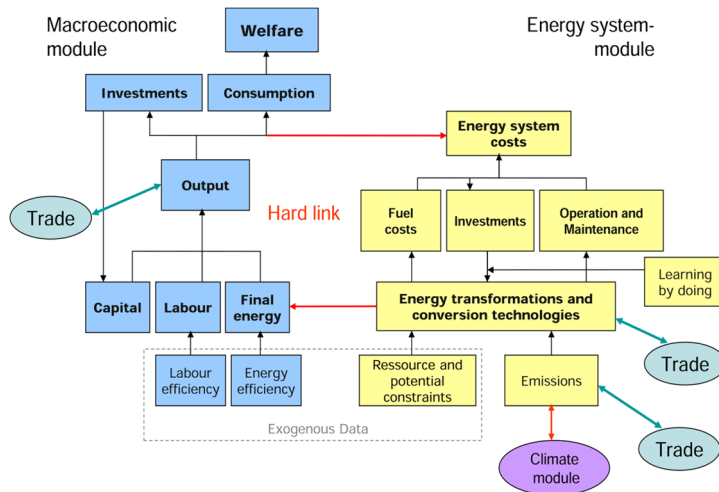 Macroeconomic
module
Welfare
Energy system-
module
Investments
Consumption
Energy system
costs
Output
Trade
Hard link
Fuel
costs
Investments
Operation and
Maintenance
Learning
by doing
Capital
Labour
Final
energy
Energy transformations and
conversion technologies
Labour
efficiency
Energy
efficiency
Ressource and
potential
constraints
Emissions
Trade
Exogenous Data
Climate
module
Trade